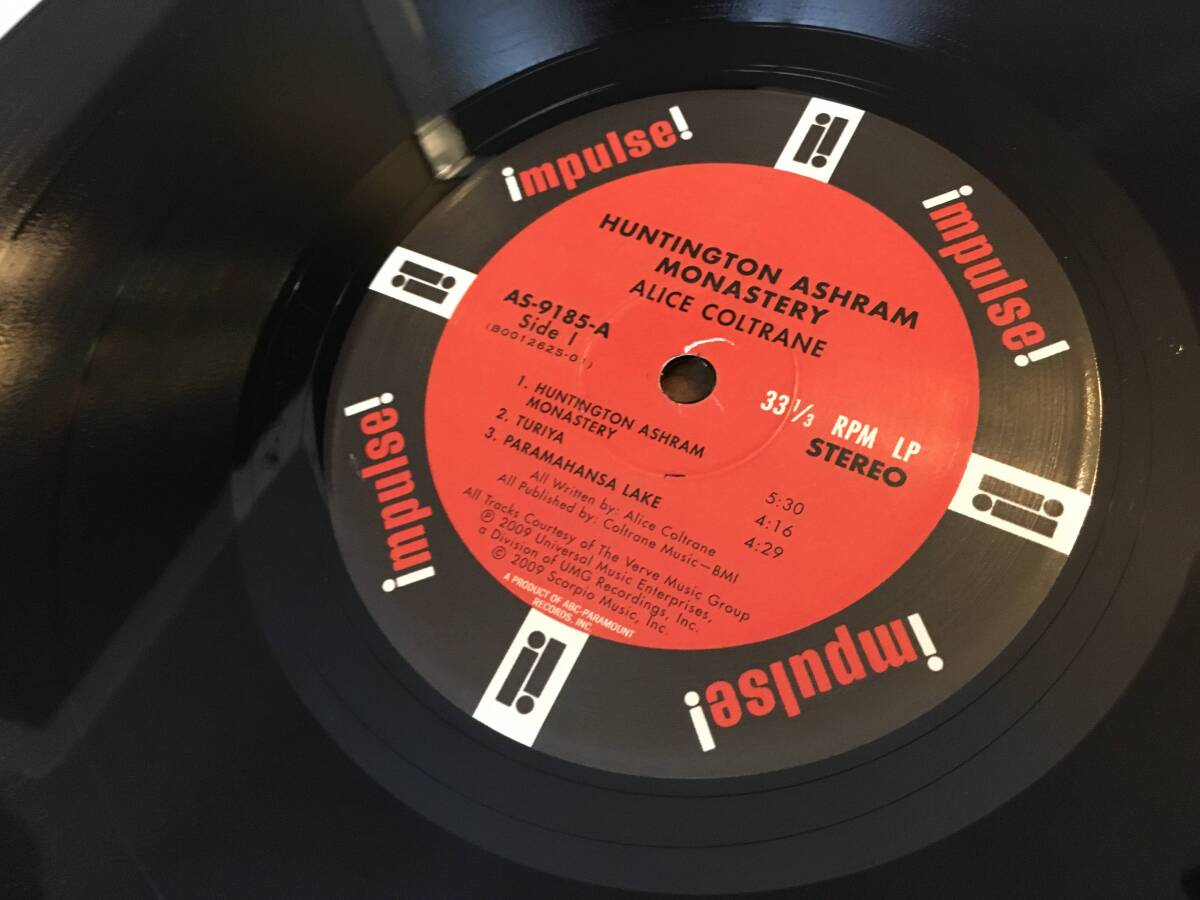 impulse!
impulse!
impulse!
impulse!
HUNTINGTON ASHRAM
MONASTERY
ALICE COLTRANE
AS-9185-A
Side 1
(B0012625-01)
33 1/3 RPM LP
STEREO
1. HUNTINGTON ASHRAM
MONASTERY 5:30
2. TURIYA 4:16
3. PARAMAHANSA LAKE 4:29
All Written by: Alice Coltrane
All Published by: Coltrane Music—BMI
All Tracks Courtesy of The Verve Music Group
℗ 2009 Universal Music Enterprises,
a Division of UMG Recordings, Inc.
© 2009 Scorpio Music, Inc.
A PRODUCT OF ABC-PARAMOUNT
RECORDS, INC.